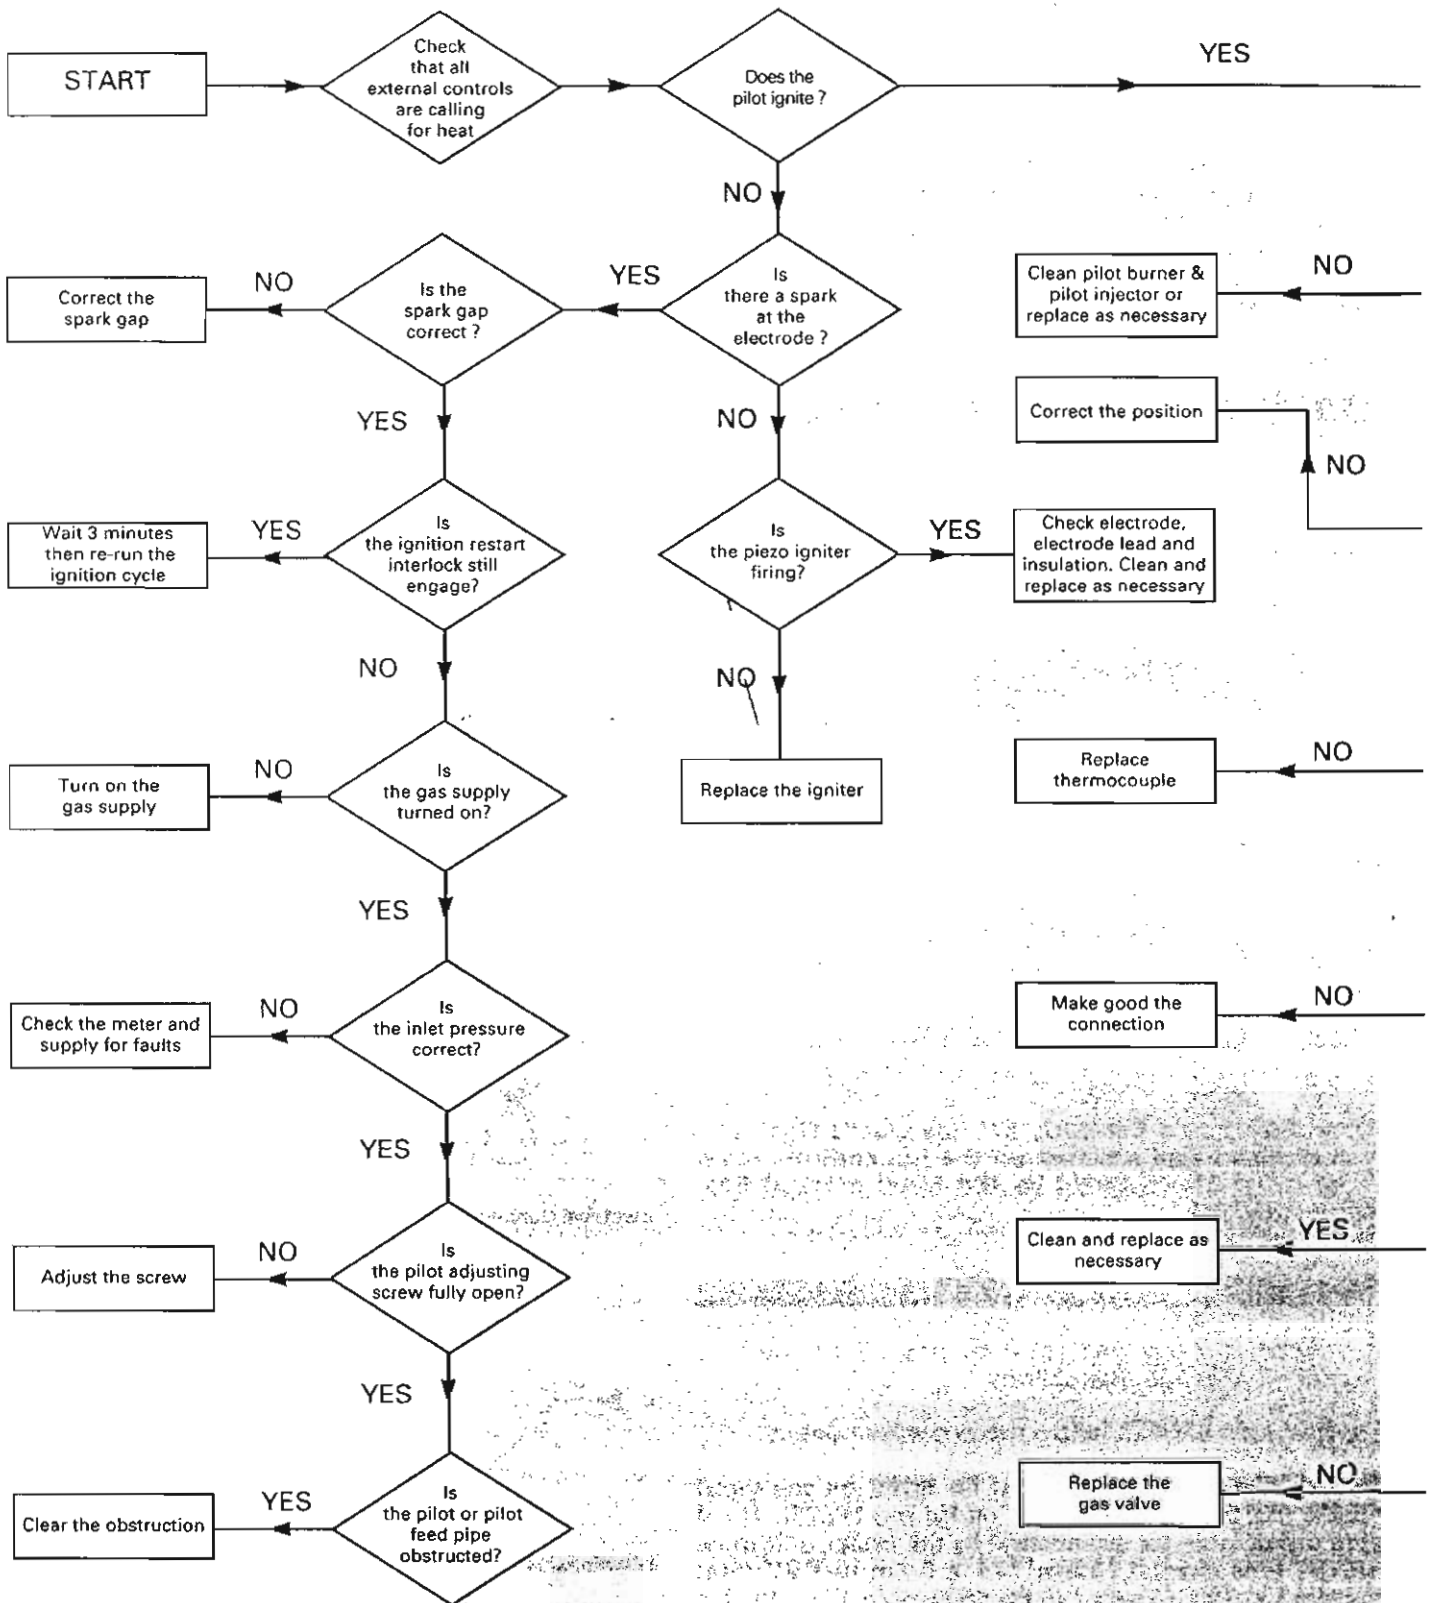 START
Check
that all
external controls
are calling
for heat
Does the
pilot ignite ?
YES
NO
Correct the
spark gap
NO
Is the
spark gap
correct ?
YES
Is
there a spark
at the
electrode ?
Clean pilot burner &
pilot injector or
replace as necessary
NO
YES
NO
Correct the position
NO
Wait 3 minutes
then re-run the
ignition cycle
YES
Is
the ignition restart
interlock still
engage?
Is
the piezo igniter
firing?
YES
Check electrode,
electrode lead and
insulation. Clean and
replace as necessary
NO
NO
Turn on the
gas supply
NO
Is
the gas supply
turned on?
Replace the igniter
Replace
thermocouple
NO
YES
Check the meter and
supply for faults
NO
Is
the inlet pressure
correct?
Make good the
connection
NO
YES
Adjust the screw
NO
Is
the pilot adjusting
screw fully open?
Clean and replace as
necessary
YES
YES
Clear the obstruction
YES
Is
the pilot or pilot
feed pipe
obstructed?
Replace the
gas valve
NO